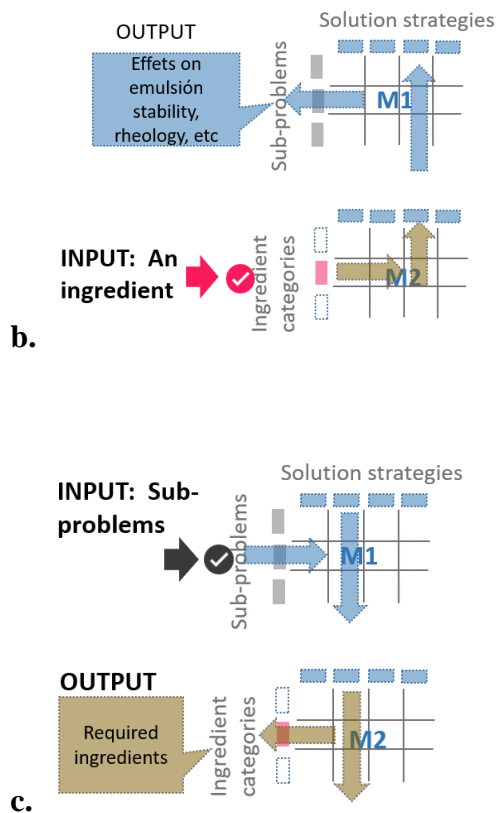 Solution strategies
OUTPUT
Effets on
emulsión
stability,
rheology, etc
Sub-problems
M1
INPUT: An
ingredient
Ingredient
categories
M2
b.
Solution strategies
INPUT: Sub-
problems
Sub-problems
M1
OUTPUT
Required
ingredients
Ingredient
categories
M2
c.